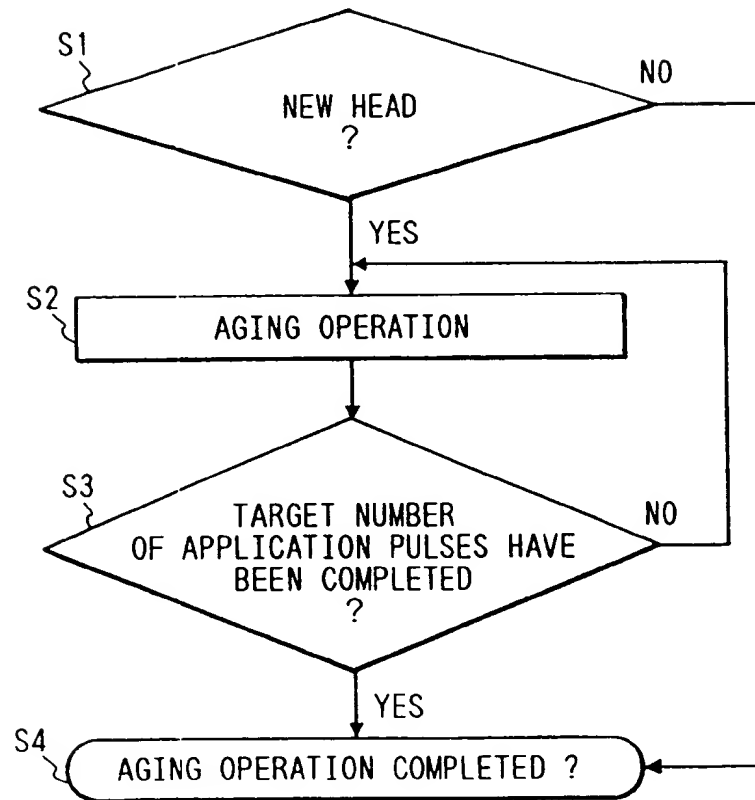 S1
NO
NEW HEAD
?
YES
S2
AGING OPERATION
S3
NO
TARGET NUMBER
OF APPLICATION PULSES HAVE
BEEN COMPLETED
?
YES
S4
AGING OPERATION COMPLETED ?